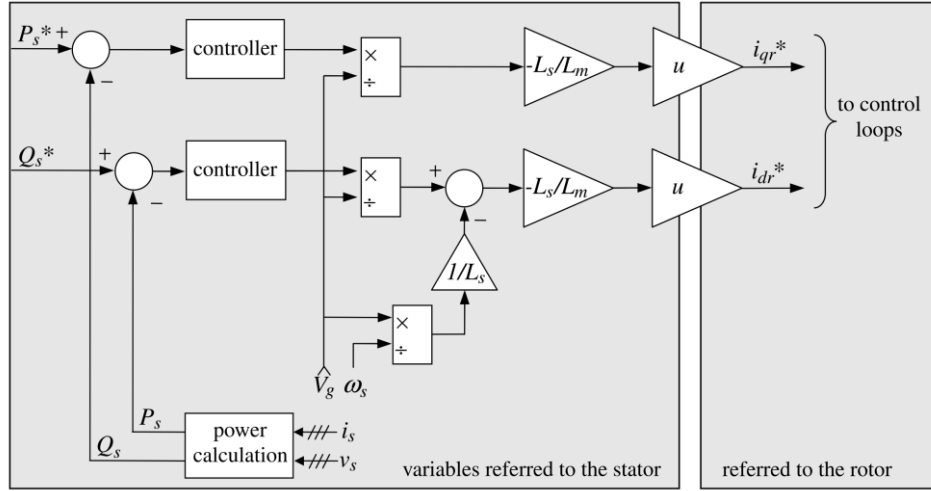 P_s* +
controller
×
÷
-L_s/L_m
u
i_qr*
−
to control
loops
Q_s*
+
controller
×
÷
+
-L_s/L_m
u
i_dr*
−
−
1/L_s
×
÷
V̂_g
ω_s
P_s
power
calculation
i_s
Q_s
v_s
variables referred to the stator
referred to the rotor